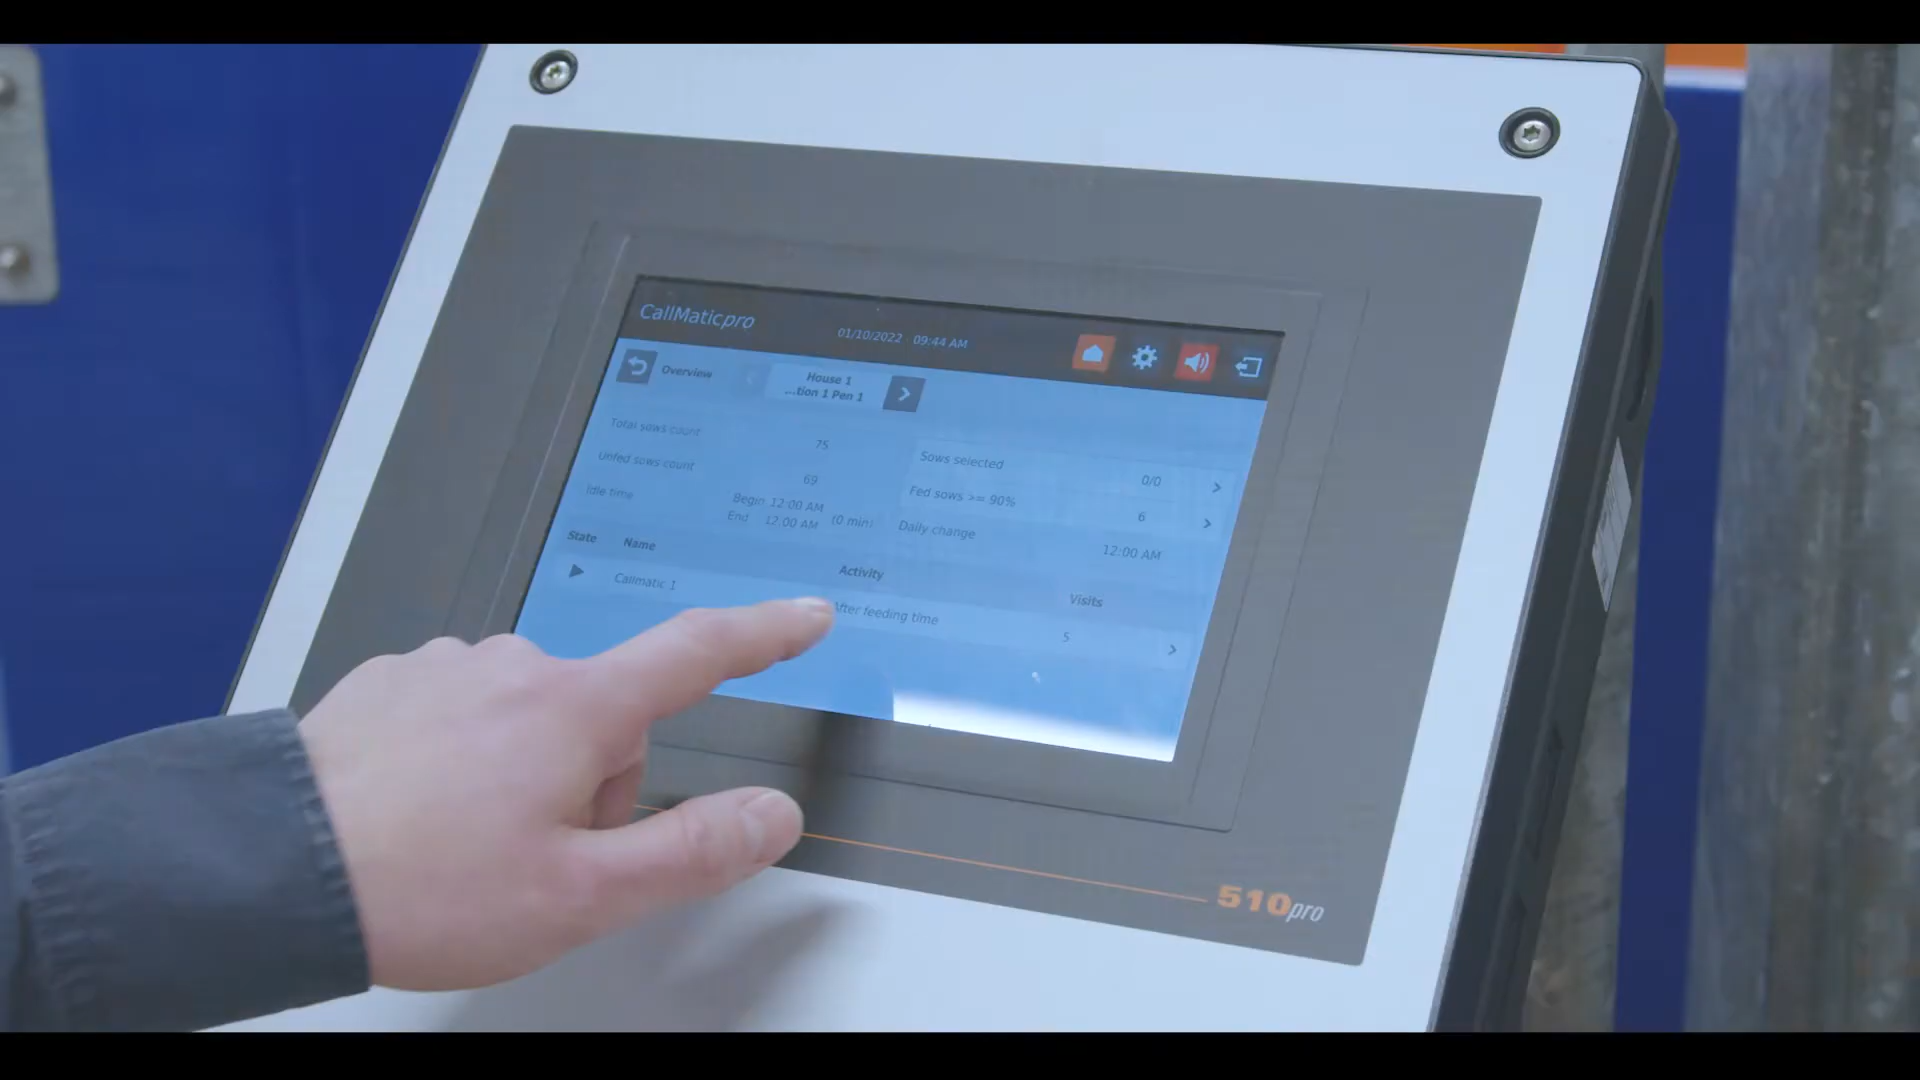 CallMaticpro
01/10/2022 - 09:44 AM
Overview
House 1
...tion 1 Pen 1
Total sows count 75
Unfed sows count 69
Idle time Begin 12:00 AM (0 min)
End 12:00 AM
Sows selected 0/0
Fed sows >= 90% 6
Daily change 12:00 AM
State Name Activity Visits
Callmatic 1 After feeding time 5
510pro